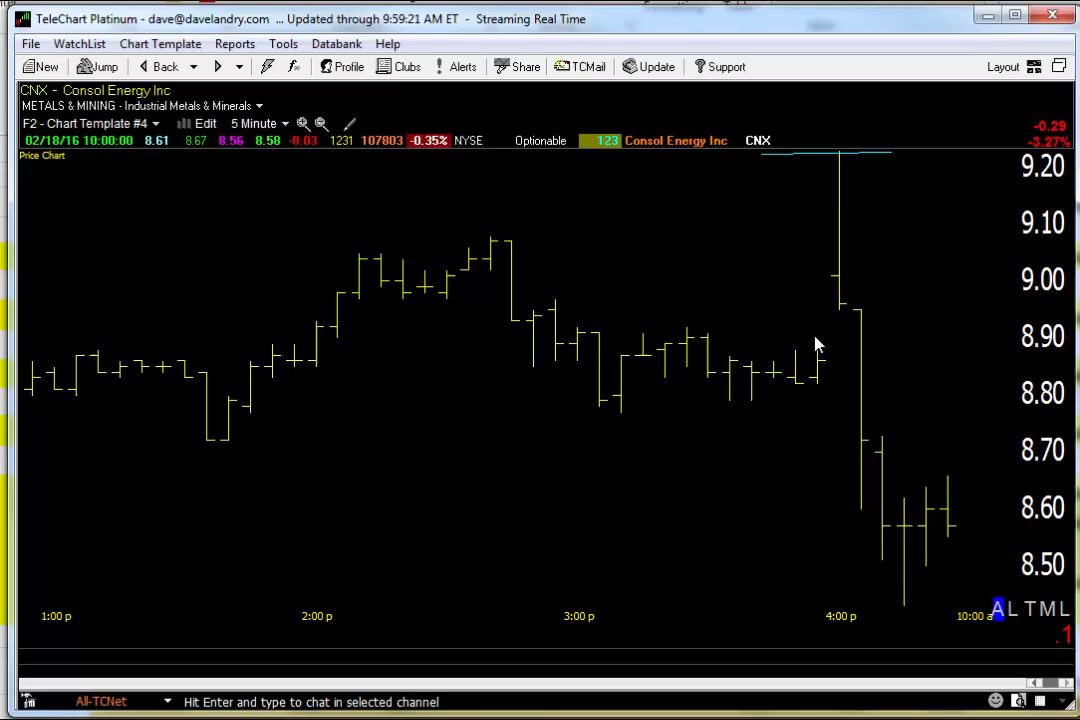 TeleChart Platinum - dave@davelandry.com ... Updated through 9:59:21 AM ET - Streaming Real Time
File WatchList Chart Template Reports Tools Databank Help
New Jump Back Profile Clubs Alerts Share TCMail Update Support Layout
CNX - Consol Energy Inc
METALS & MINING - Industrial Metals & Minerals
F2 - Chart Template #4 Edit 5 Minute -0.29
02/18/16 10:00:00 8.61 8.67 8.56 8.58 -0.03 1231 107803 -0.35% NYSE Optionable 123 Consol Energy Inc CNX -3.27%
Price Chart
9.20
9.10
9.00
8.90
8.80
8.70
8.60
8.50
A L T M L
1:00 p 2:00 p 3:00 p 4:00 p 10:00 a
.1
All-TCNet Hit Enter and type to chat in selected channel